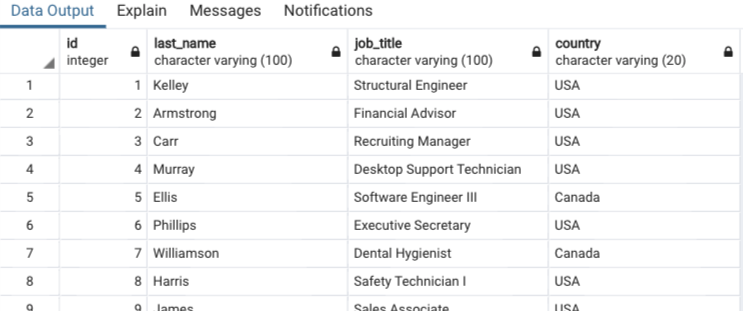 Data Output Explain Messages Notifications
id last_name job_title country
integer character varying (100) character varying (100) character varying (20)
1 1 Kelley Structural Engineer USA
2 2 Armstrong Financial Advisor USA
3 3 Carr Recruiting Manager USA
4 4 Murray Desktop Support Technician USA
5 5 Ellis Software Engineer III Canada
6 6 Phillips Executive Secretary USA
7 7 Williamson Dental Hygienist Canada
8 8 Harris Safety Technician I USA
9 9 James Sales Associate USA